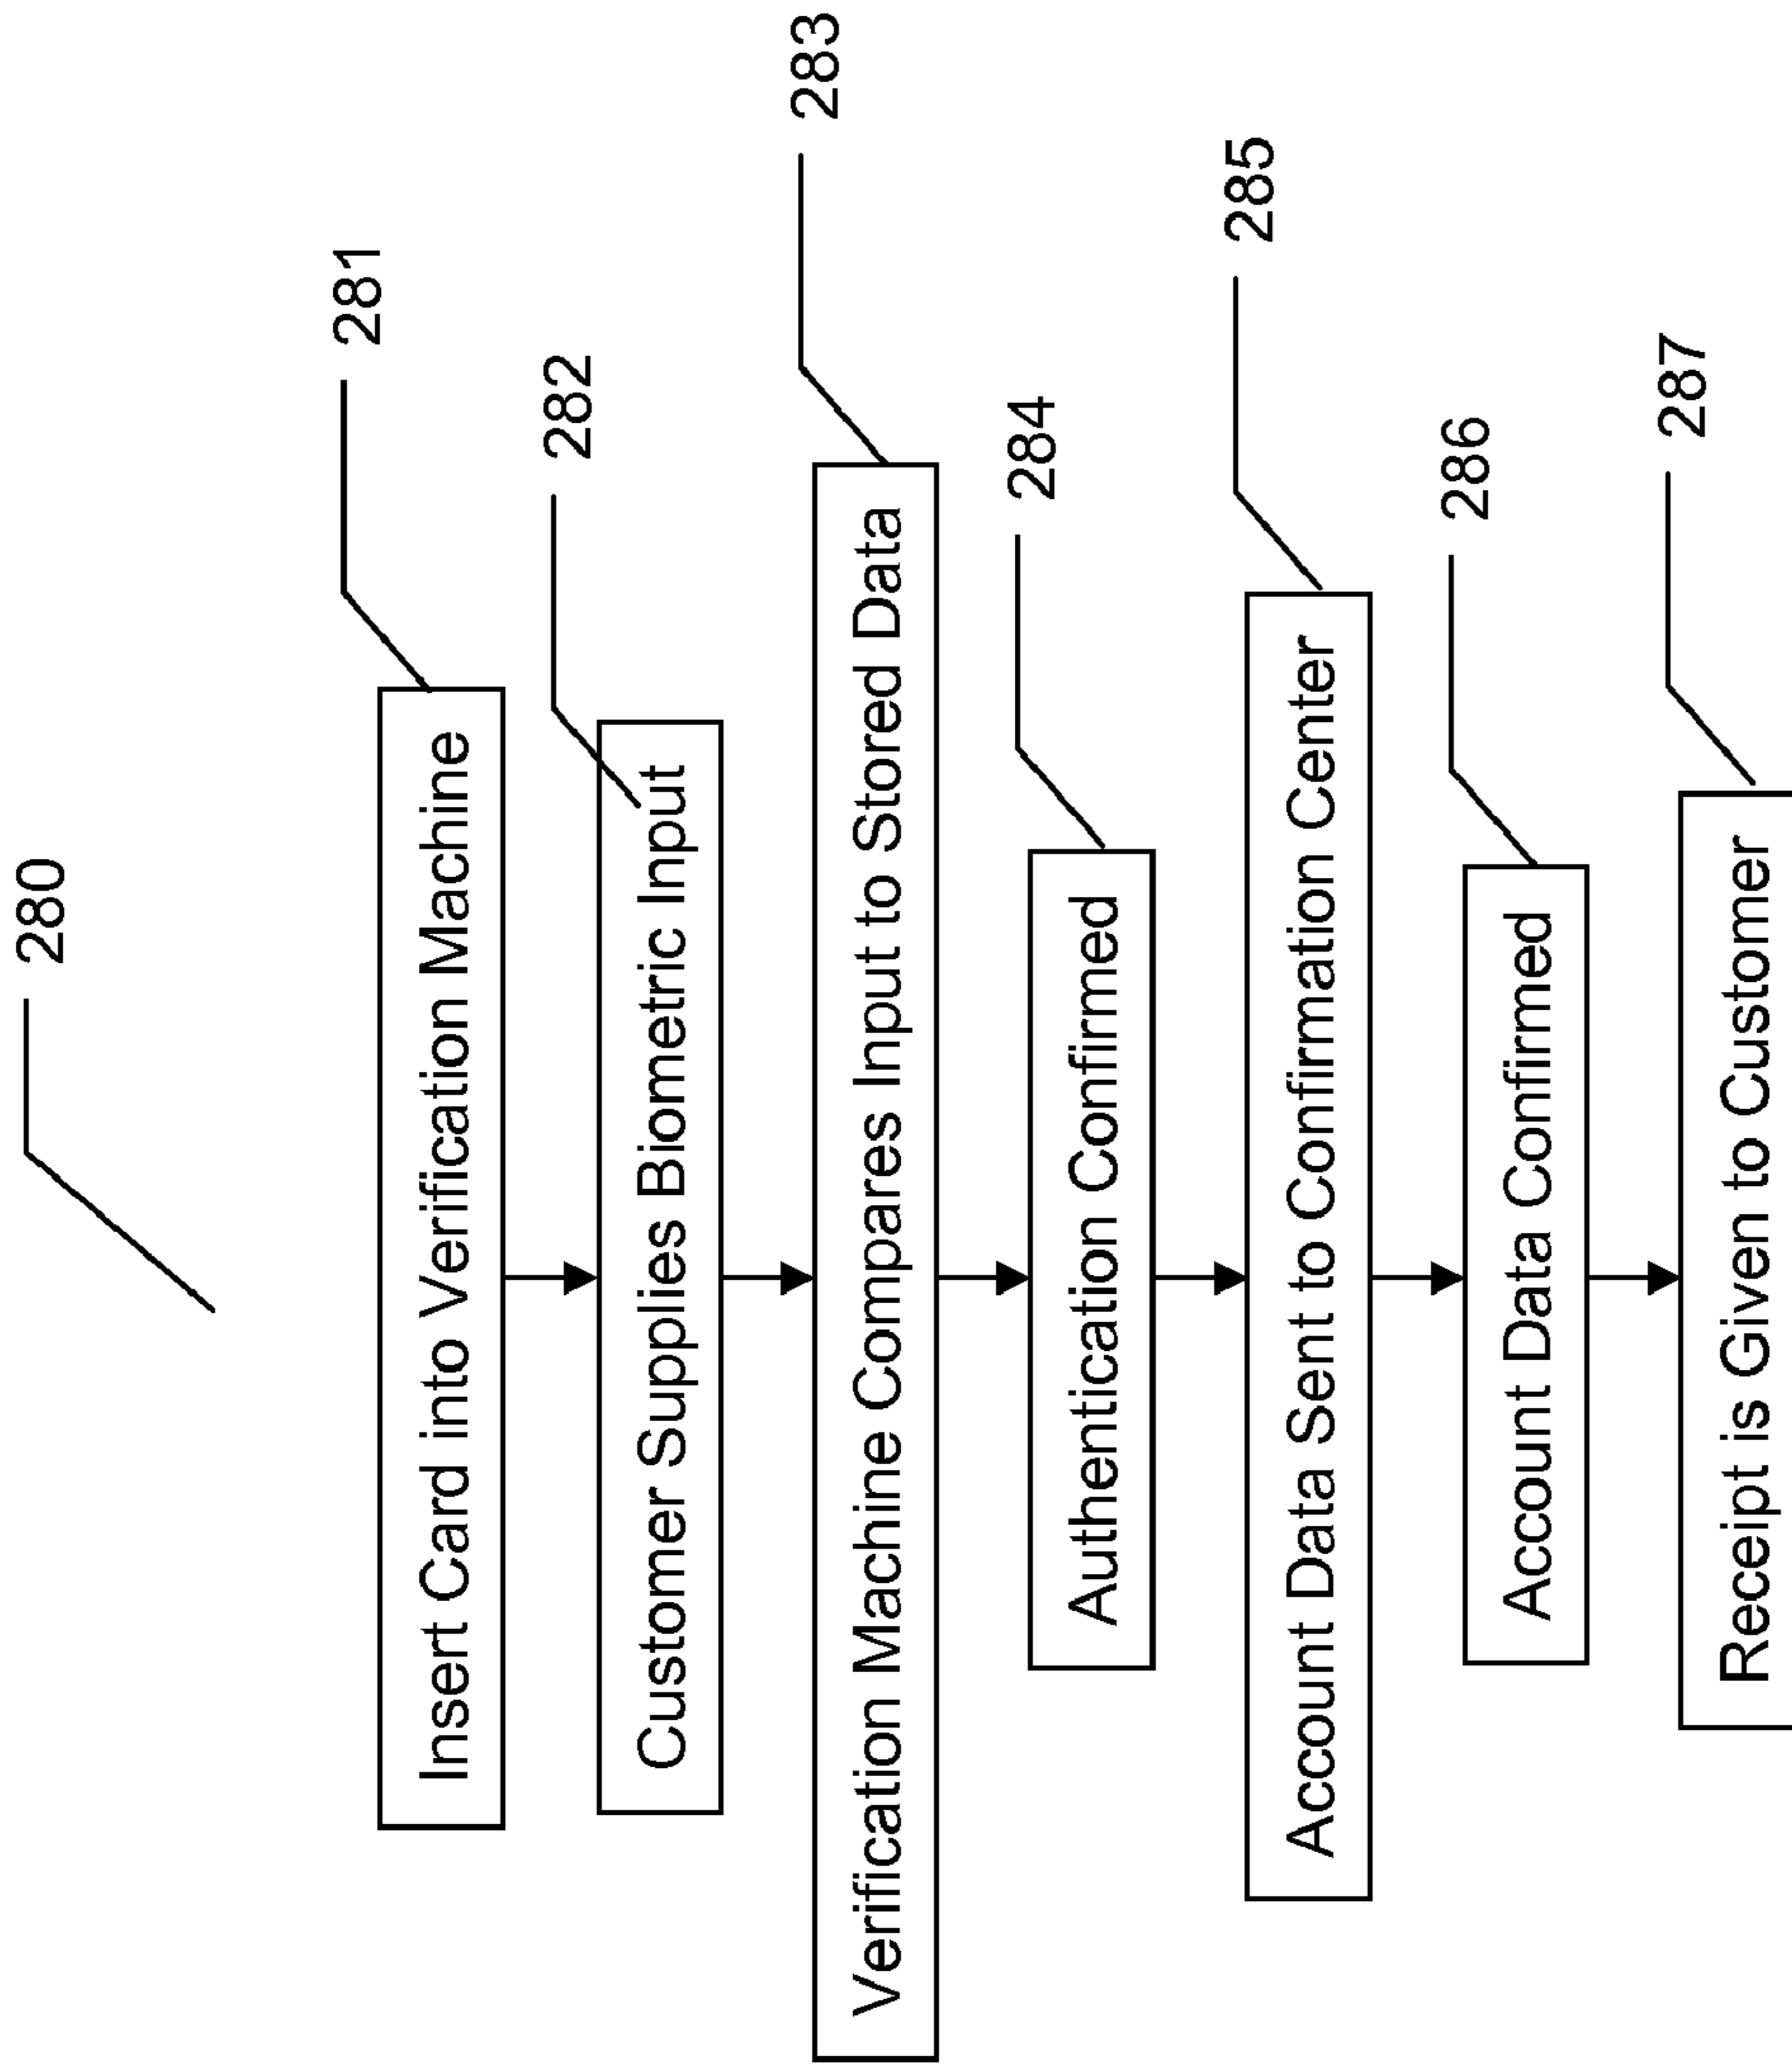 280
281
Insert Card into Verification Machine
282
Customer Supplies Biometric Input
283
Verification Machine Compares Input to Stored Data
284
Authentication Confirmed
285
Account Data Sent to Confirmation Center
286
Account Data Confirmed
287
Receipt is Given to Customer